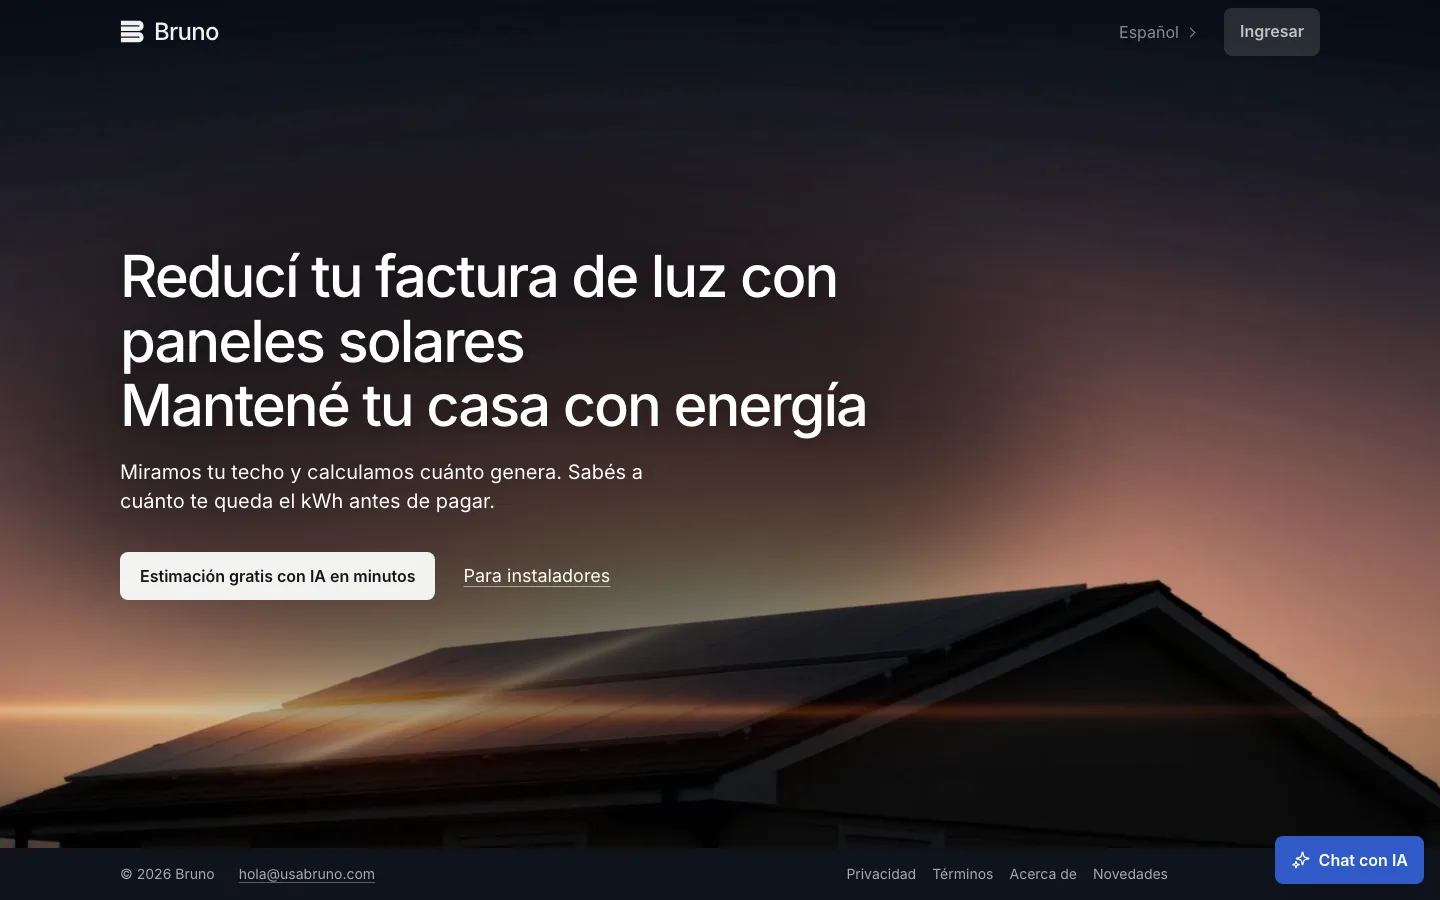 Bruno
Español
Ingresar
Reducí tu factura de luz con
paneles solares
Mantené tu casa con energía
Miramos tu techo y calculamos cuánto genera. Sabés a
cuánto te queda el kWh antes de pagar.
Estimación gratis con IA en minutos
Para instaladores
© 2026 Bruno
hola@usabruno.com
Privacidad
Términos
Acerca de
Novedades
Chat con IA